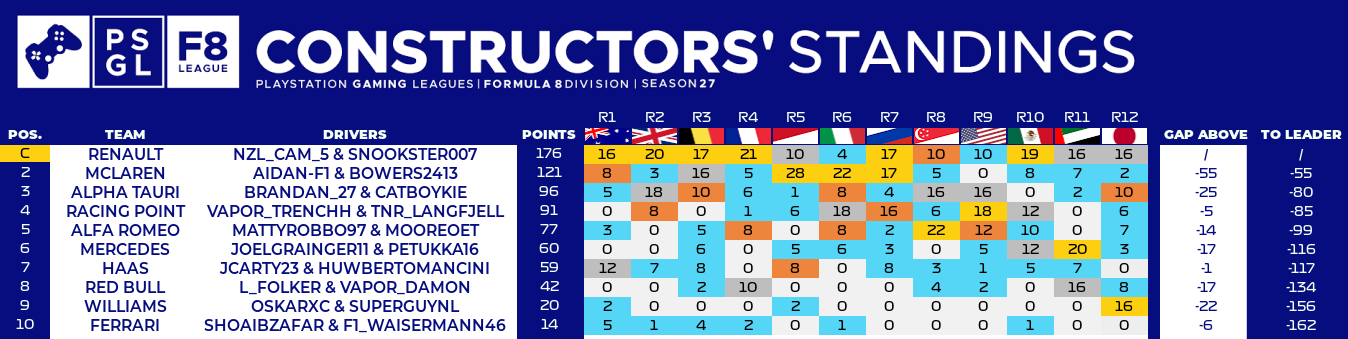 PS
GL
F8
LEAGUE
CONSTRUCTORS' STANDINGS
PLAYSTATION GAMING LEAGUES | FORMULA 8 DIVISION | SEASON 27
R1 R2 R3 R4 R5 R6 R7 R8 R9 R10 R11 R12
POS. TEAM DRIVERS POINTS GAP ABOVE TO LEADER
C RENAULT NZL_CAM_5 & SNOOKSTER007 176 16 20 17 21 10 4 17 10 10 19 16 16 / /
2 MCLAREN AIDAN-F1 & BOWERS2413 121 8 3 16 5 28 22 17 5 0 8 7 2 -55 -55
3 ALPHA TAURI BRANDAN_27 & CATBOYKIE 96 5 18 10 6 1 8 4 16 16 0 2 10 -25 -80
4 RACING POINT VAPOR_TRENCHH & TNR_LANGFJELL 91 0 8 0 1 6 18 16 6 18 12 0 6 -5 -85
5 ALFA ROMEO MATTYROBBO97 & MOOREOET 77 3 0 5 8 0 8 2 22 12 10 0 7 -14 -99
6 MERCEDES JOELGRAINGER11 & PETUKKA16 60 0 0 6 0 5 6 3 0 5 12 20 3 -17 -116
7 HAAS JCARTY23 & HUWBERTOMANCINI 59 12 7 8 0 8 0 8 3 1 5 7 0 -1 -117
8 RED BULL L_FOLKER & VAPOR_DAMON 42 0 0 2 10 0 0 0 4 2 0 16 8 -17 -134
9 WILLIAMS OSKARXC & SUPERGUYNL 20 2 0 0 0 2 0 0 0 0 0 0 16 -22 -156
10 FERRARI SHOAIBZAFAR & F1_WAISERMANN46 14 5 1 4 2 0 1 0 0 0 1 0 0 -6 -162